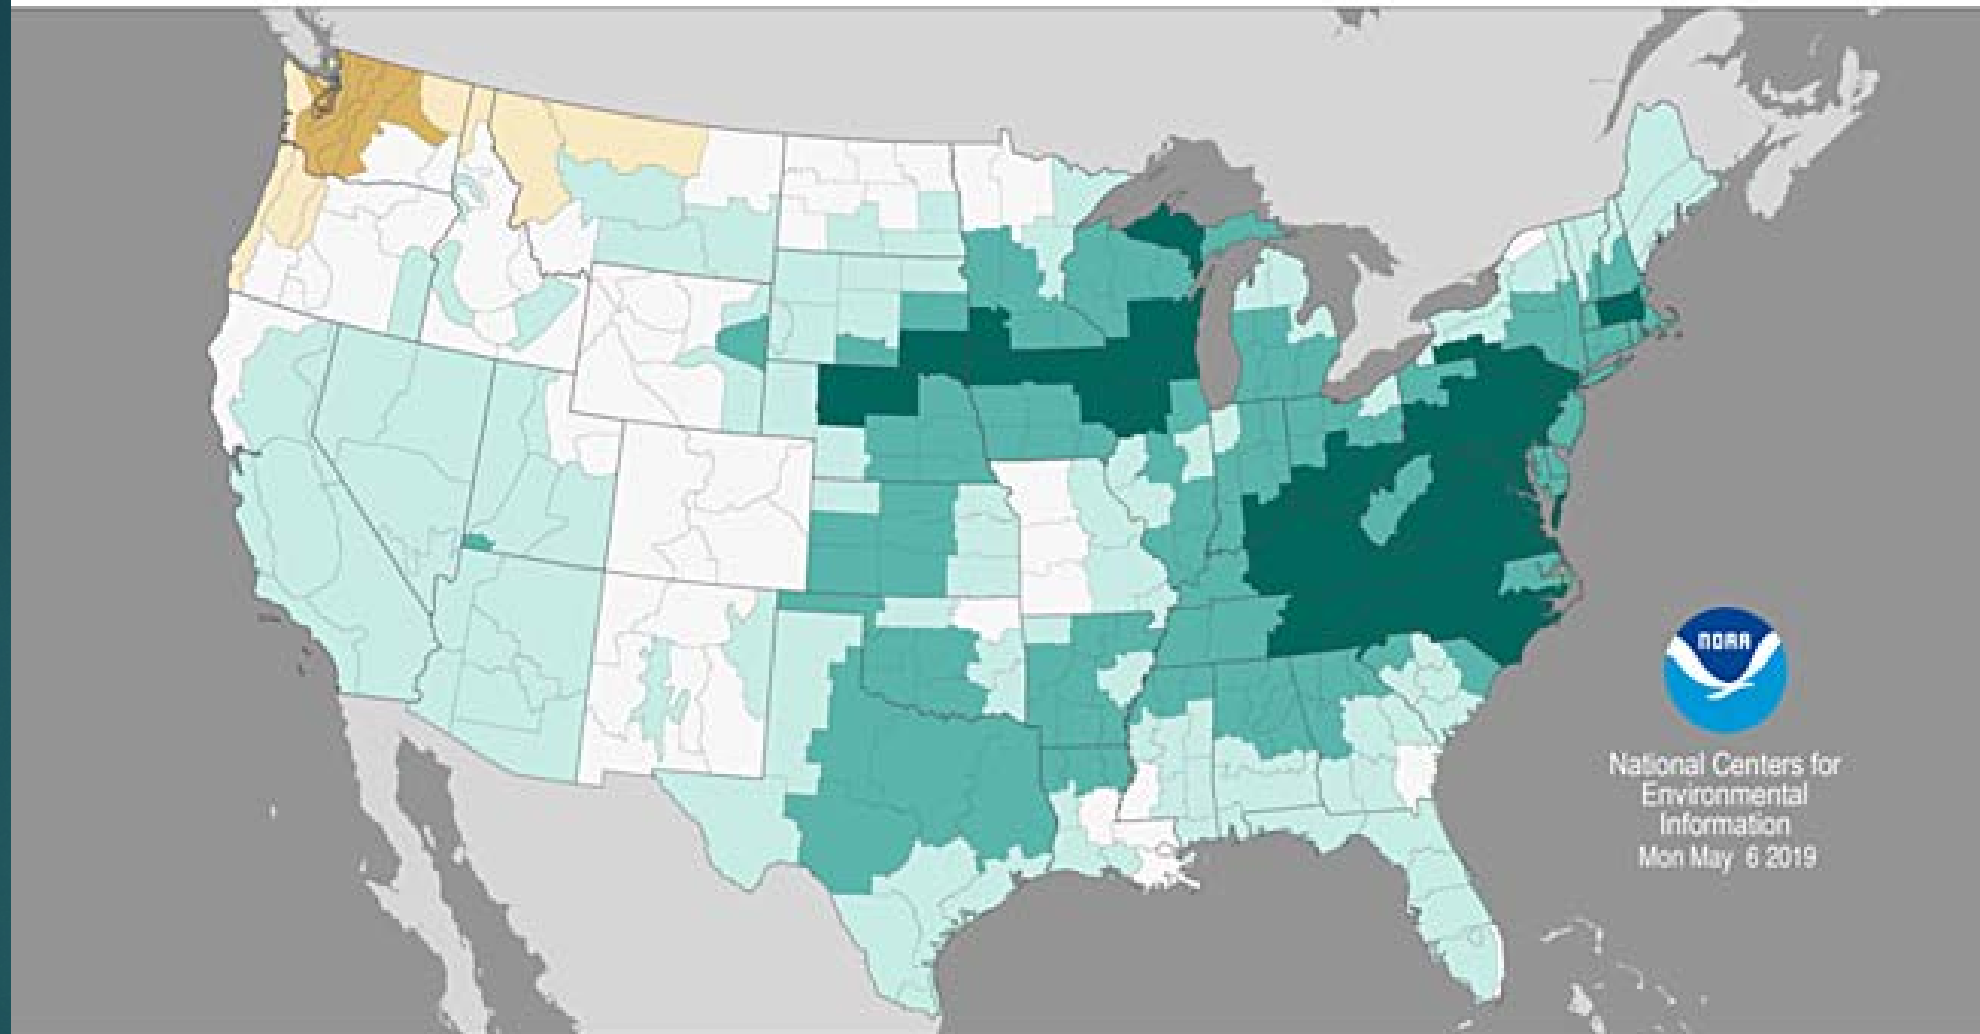 NOAA
National Centers for
Environmental
Information
Mon May 6 2019